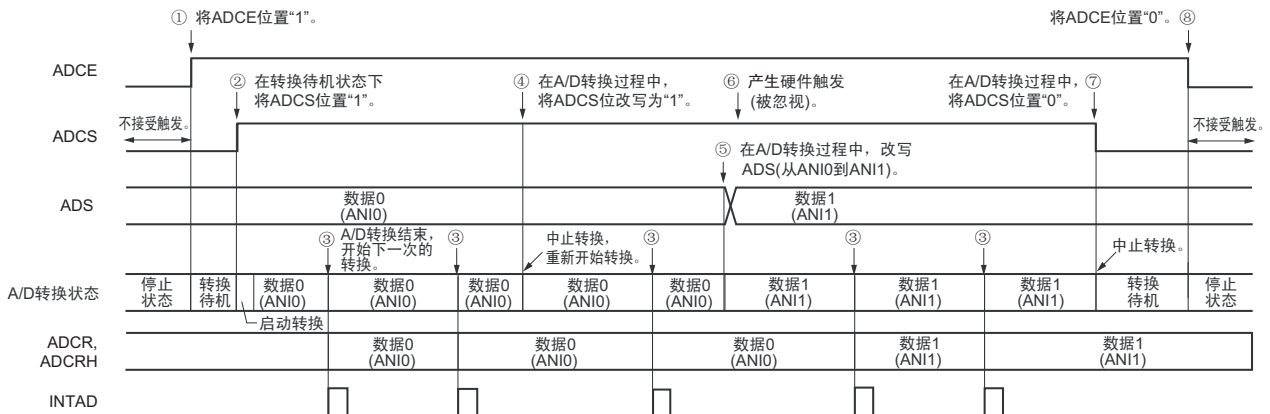 ① 将ADCE位置“1”。
将ADCE位置“0”。⑧
ADCE
② 在转换待机状态下
将ADCS位置“1”。
④ 在A/D转换过程中，
将ADCS位改写为“1”。
⑥ 产生硬件触发
(被忽视)。
在A/D转换过程中，⑦
将ADCS位置“0”。
不接受触发。
ADCS
不接受触发。
⑤ 在A/D转换过程中，改写
ADS(从ANI0到ANI1)。
ADS
数据0
(ANI0)
数据1
(ANI1)
③ A/D转换结束，
开始下一次的
转换。
③
中止转换，
重新开始转换。
③
③
③
中止转换。
A/D转换状态
停止
状态
转换
待机
数据0
(ANI0)
数据0
(ANI0)
数据0
(ANI0)
数据0
(ANI0)
数据0
(ANI0)
数据1
(ANI1)
数据1
(ANI1)
数据1
(ANI1)
转换
待机
停止
状态
启动转换
ADCR,
ADCRH
数据0
(ANI0)
数据0
(ANI0)
数据0
(ANI0)
数据1
(ANI1)
数据1
(ANI1)
INTAD